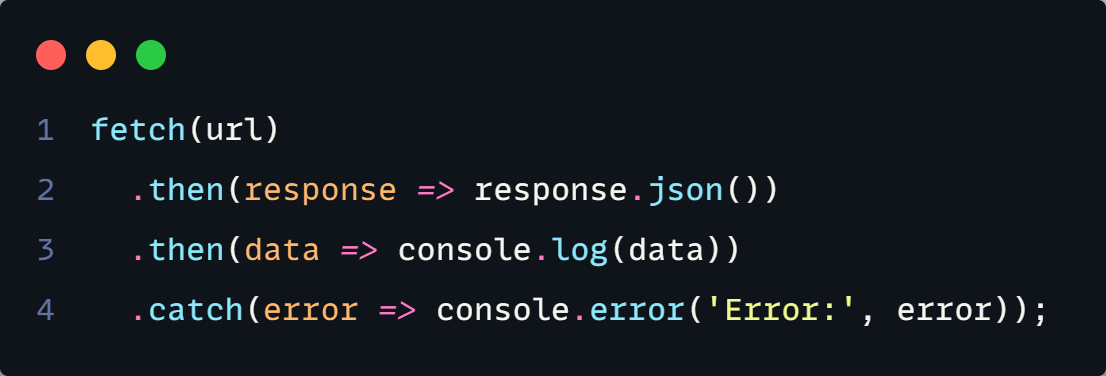 1 fetch(url)
2   .then(response => response.json())
3   .then(data => console.log(data))
4   .catch(error => console.error('Error:', error));